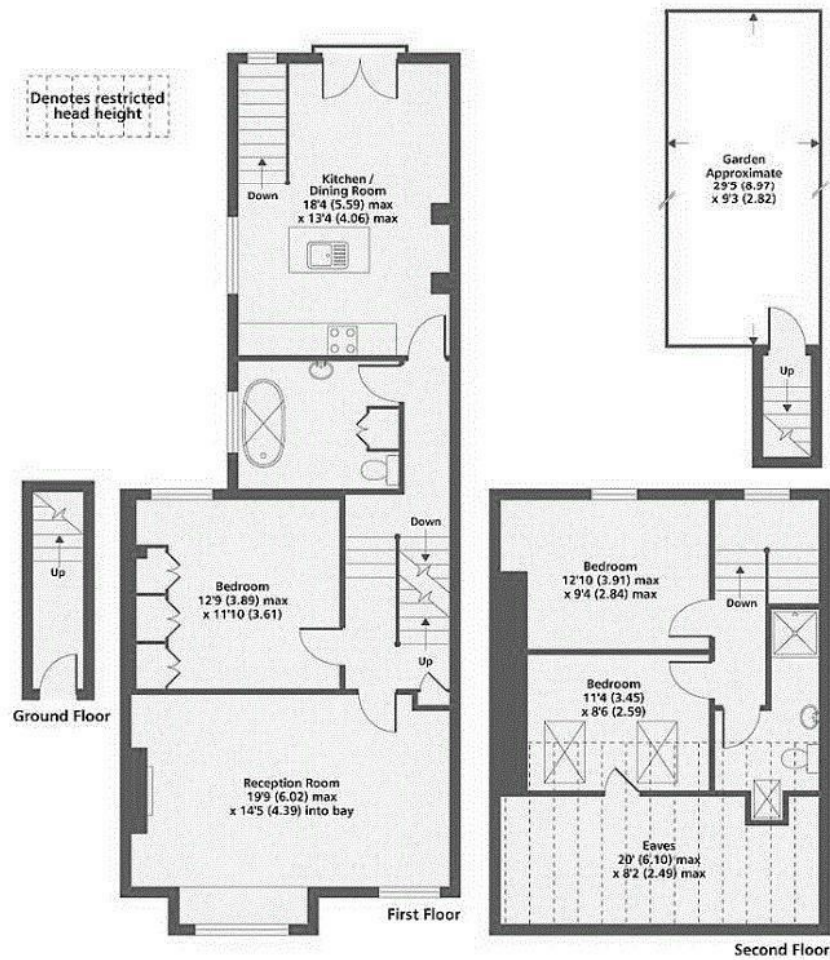 Denotes restricted
head height
Down
Kitchen /
Dining Room
18'4 (5.59) max
x 13'4 (4.06) max
Garden
Approximate
29'5 (8.97)
x 9'3 (2.82)
Up
Up
Ground Floor
Bedroom
12'9 (3.89) max
x 11'10 (3.61)
Down
Up
Reception Room
19'9 (6.02) max
x 14'5 (4.39) into bay
First Floor
Bedroom
12'10 (3.91) max
x 9'4 (2.84) max
Down
Bedroom
11'4 (3.45)
x 8'6 (2.59)
Eaves
20' (6.10) max
x 8'2 (2.49) max
Second Floor